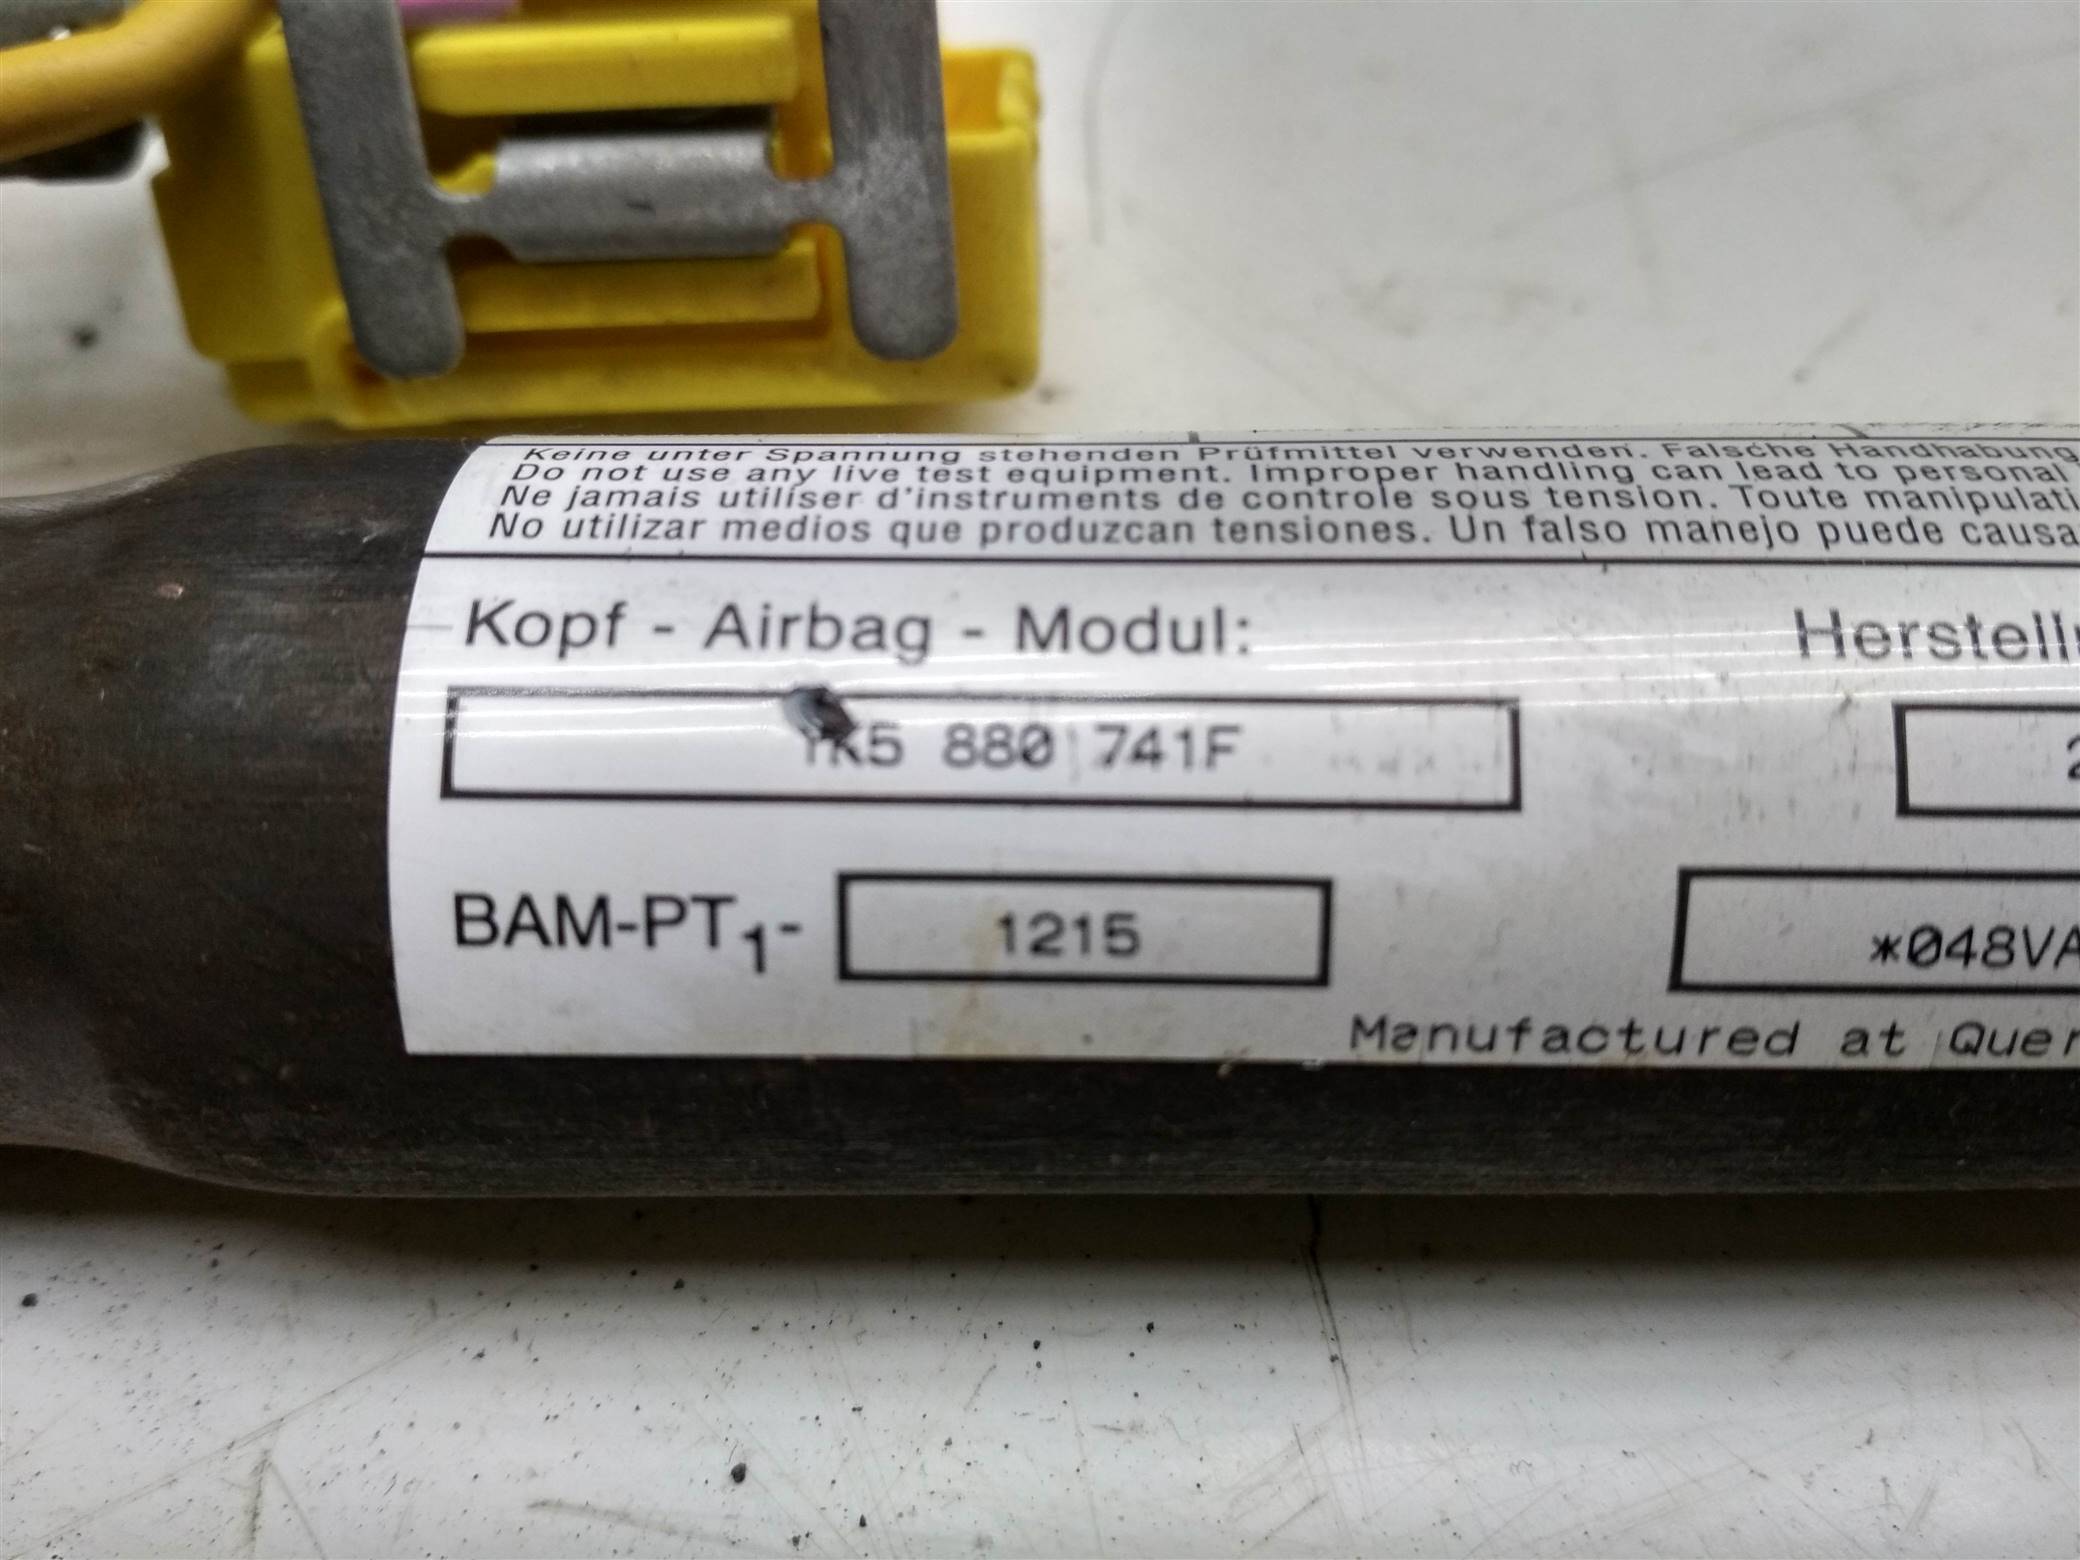 Keine unter Spannung stehenden Prüfmittel verwenden. Falsche Handhabung
Do not use any live test equipment. Improper handling can lead to personal
Ne jamais utiliser d'instruments de controle sous tension. Toute manipulati
No utilizar medios que produzcan tensiones. Un falso manejo puede causa
Kopf - Airbag - Modul: Herstell
1K5 880 741F 2
BAM-PT1- 1215 *048VA
Manufactured at Quer